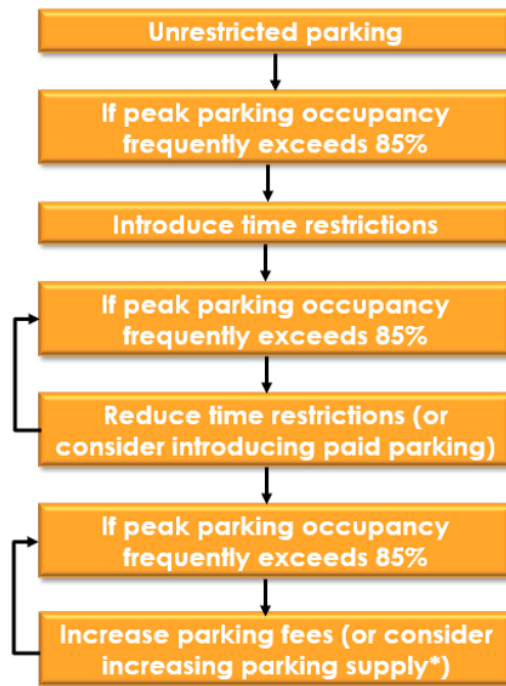 Unrestricted parking
If peak parking occupancy
frequently exceeds 85%
Introduce time restrictions
If peak parking occupancy
frequently exceeds 85%
Reduce time restrictions (or
consider introducing paid parking)
If peak parking occupancy
frequently exceeds 85%
Increase parking fees (or consider
increasing parking supply*)